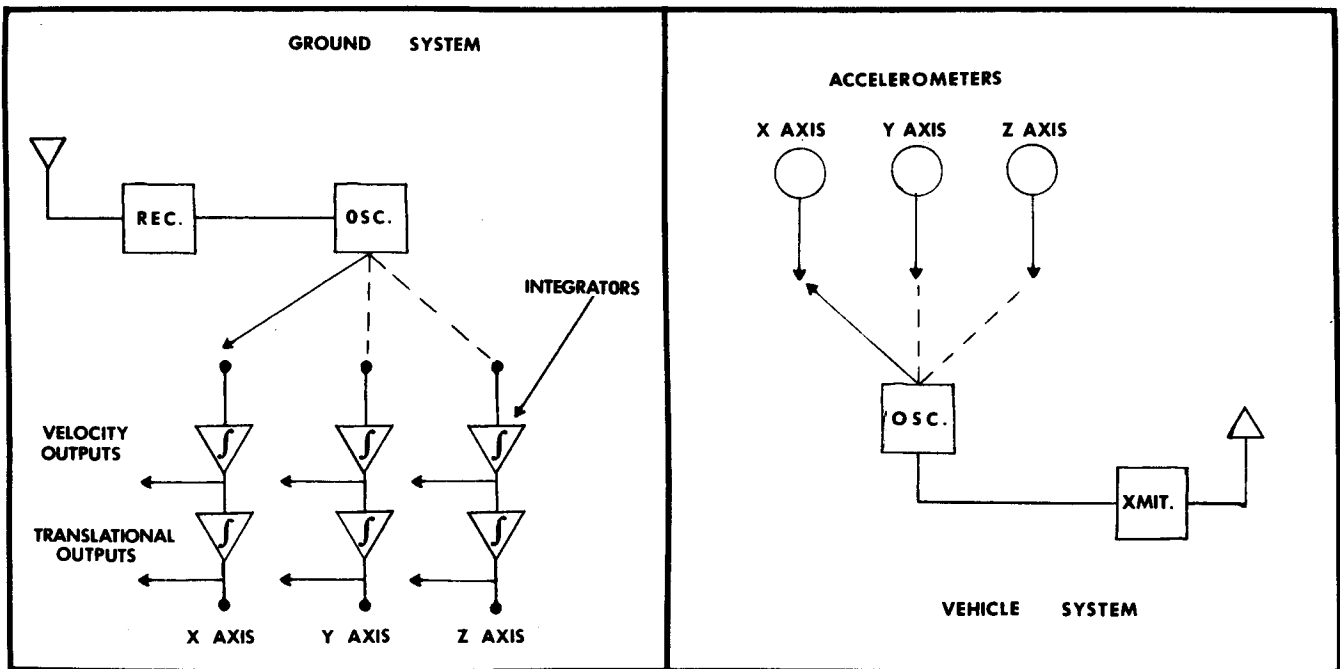 GROUND SYSTEM
REC.
OSC.
INTEGRATORS
VELOCITY
OUTPUTS
∫ ∫ ∫
TRANSLATIONAL
OUTPUTS
∫ ∫ ∫
X AXIS Y AXIS Z AXIS
ACCELEROMETERS
X AXIS Y AXIS Z AXIS
OSC.
XMIT.
VEHICLE SYSTEM